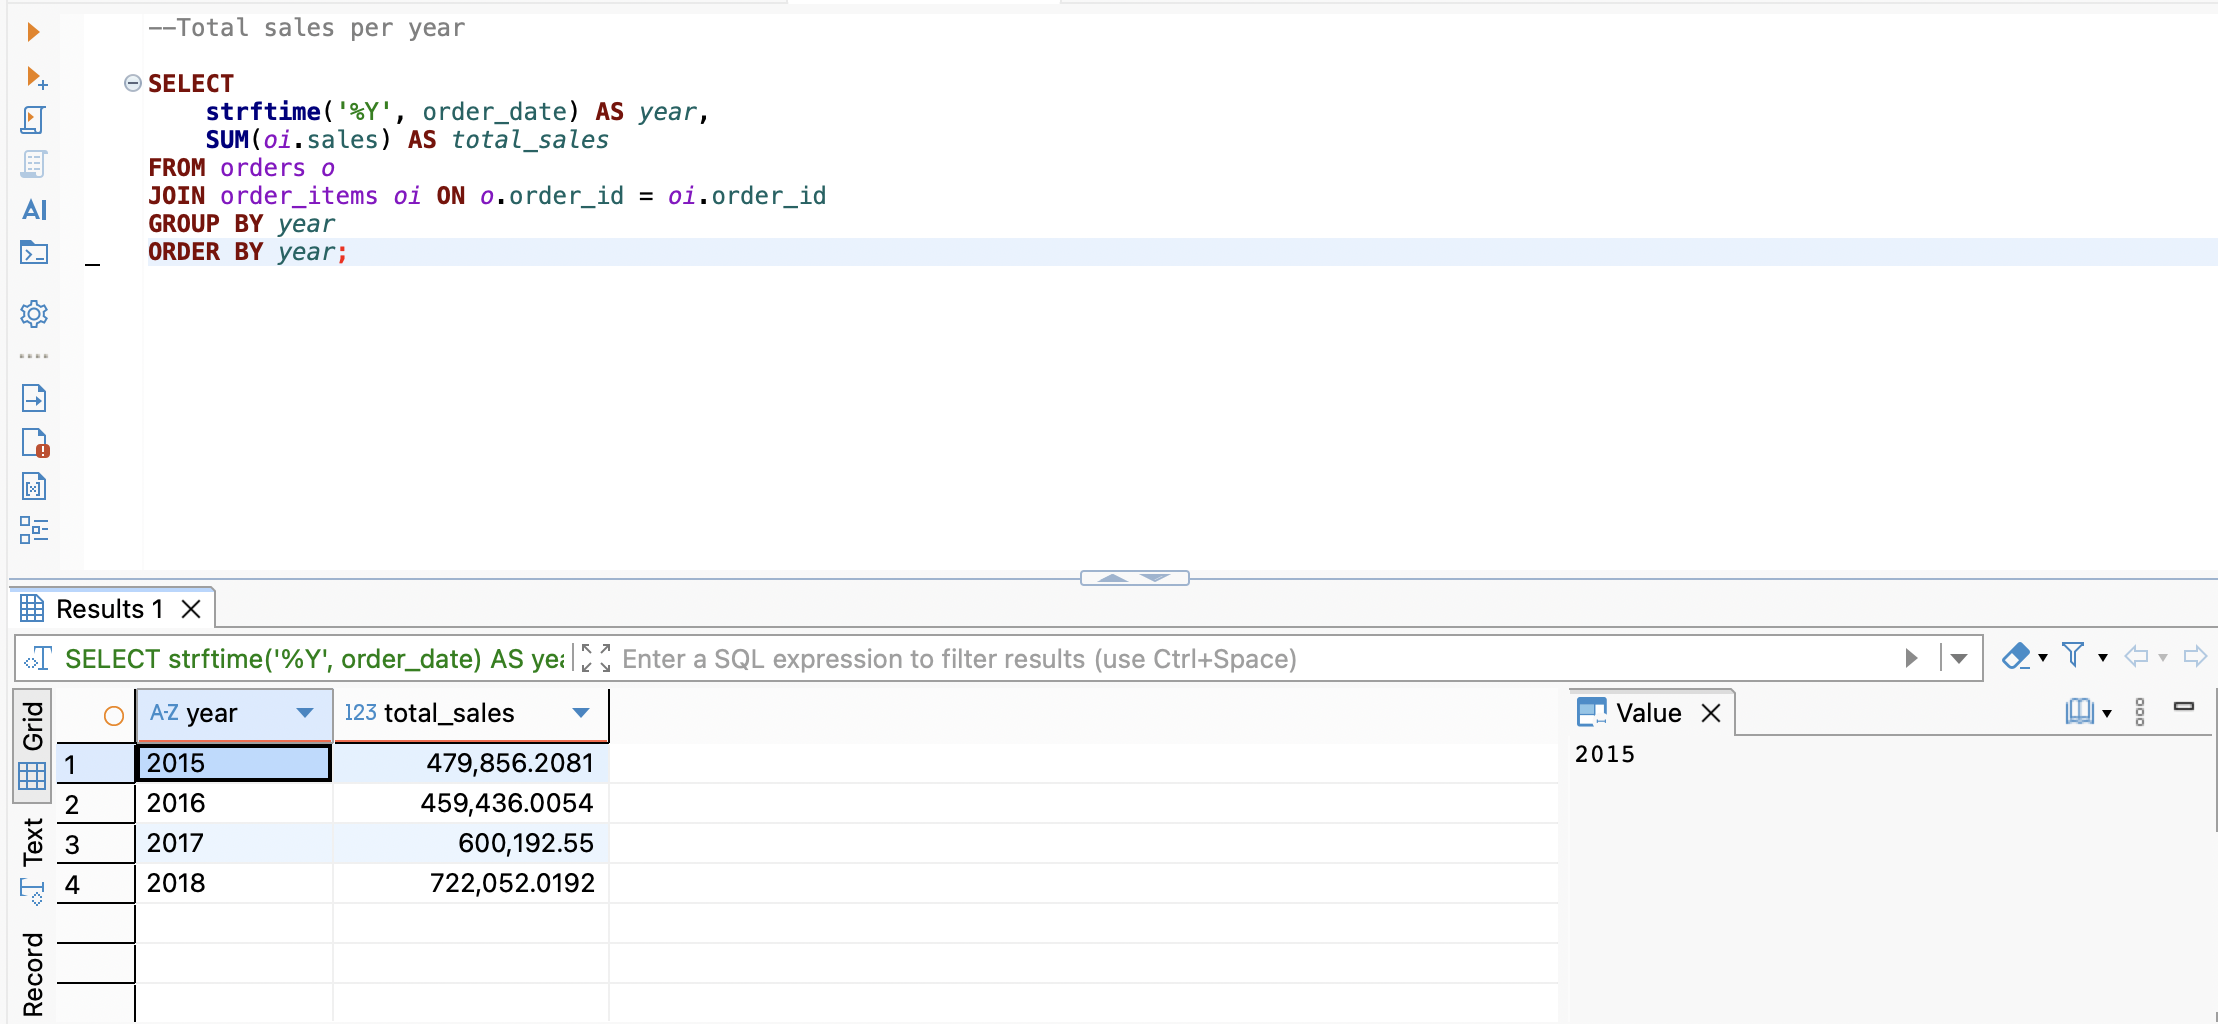 --Total sales per year
SELECT
strftime('%Y', order_date) AS year,
SUM(oi.sales) AS total_sales
FROM orders o
JOIN order_items oi ON o.order_id = oi.order_id
GROUP BY year
ORDER BY year;
AI
Results 1
SELECT strftime('%Y', order_date) AS yea
Enter a SQL expression to filter results (use Ctrl+Space)
Grid
Text
Record
A-Z year 123 total_sales
1 2015 479,856.2081
2 2016 459,436.0054
3 2017 600,192.55
4 2018 722,052.0192
Value
2015